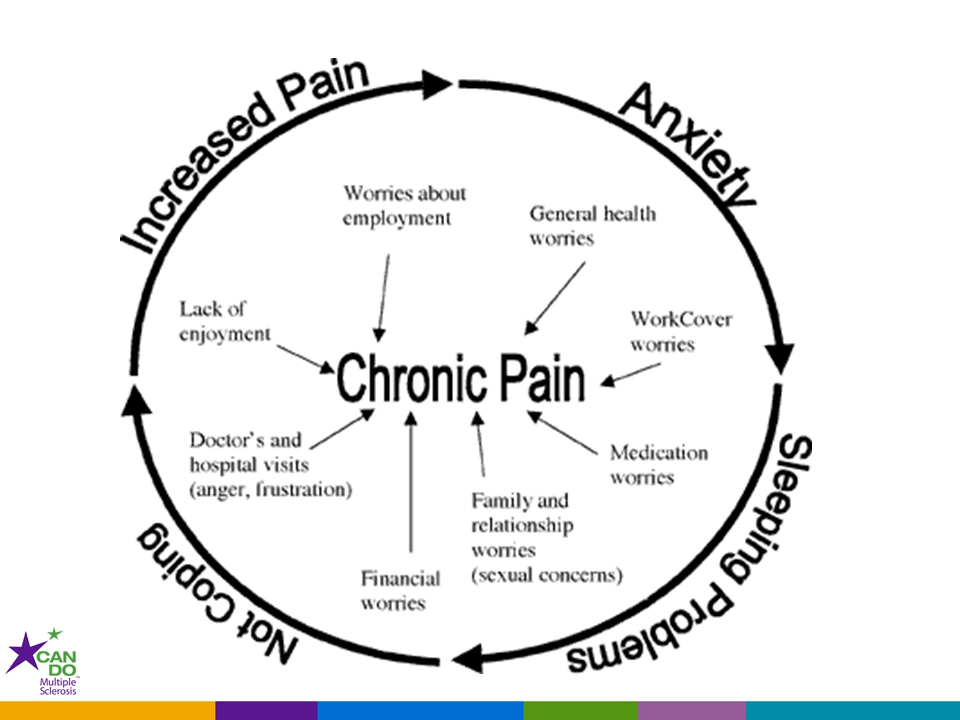 Increased Pain
Anxiety
Worries about
employment
General health
worries
Lack of
enjoyment
WorkCover
worries
Chronic Pain
Doctor's and
hospital visits
(anger, frustration)
Medication
worries
Family and
relationship
worries
(sexual concerns)
Financial
worries
Sleeping Problems
Not Coping
CAN
DO
Multiple
Sclerosis